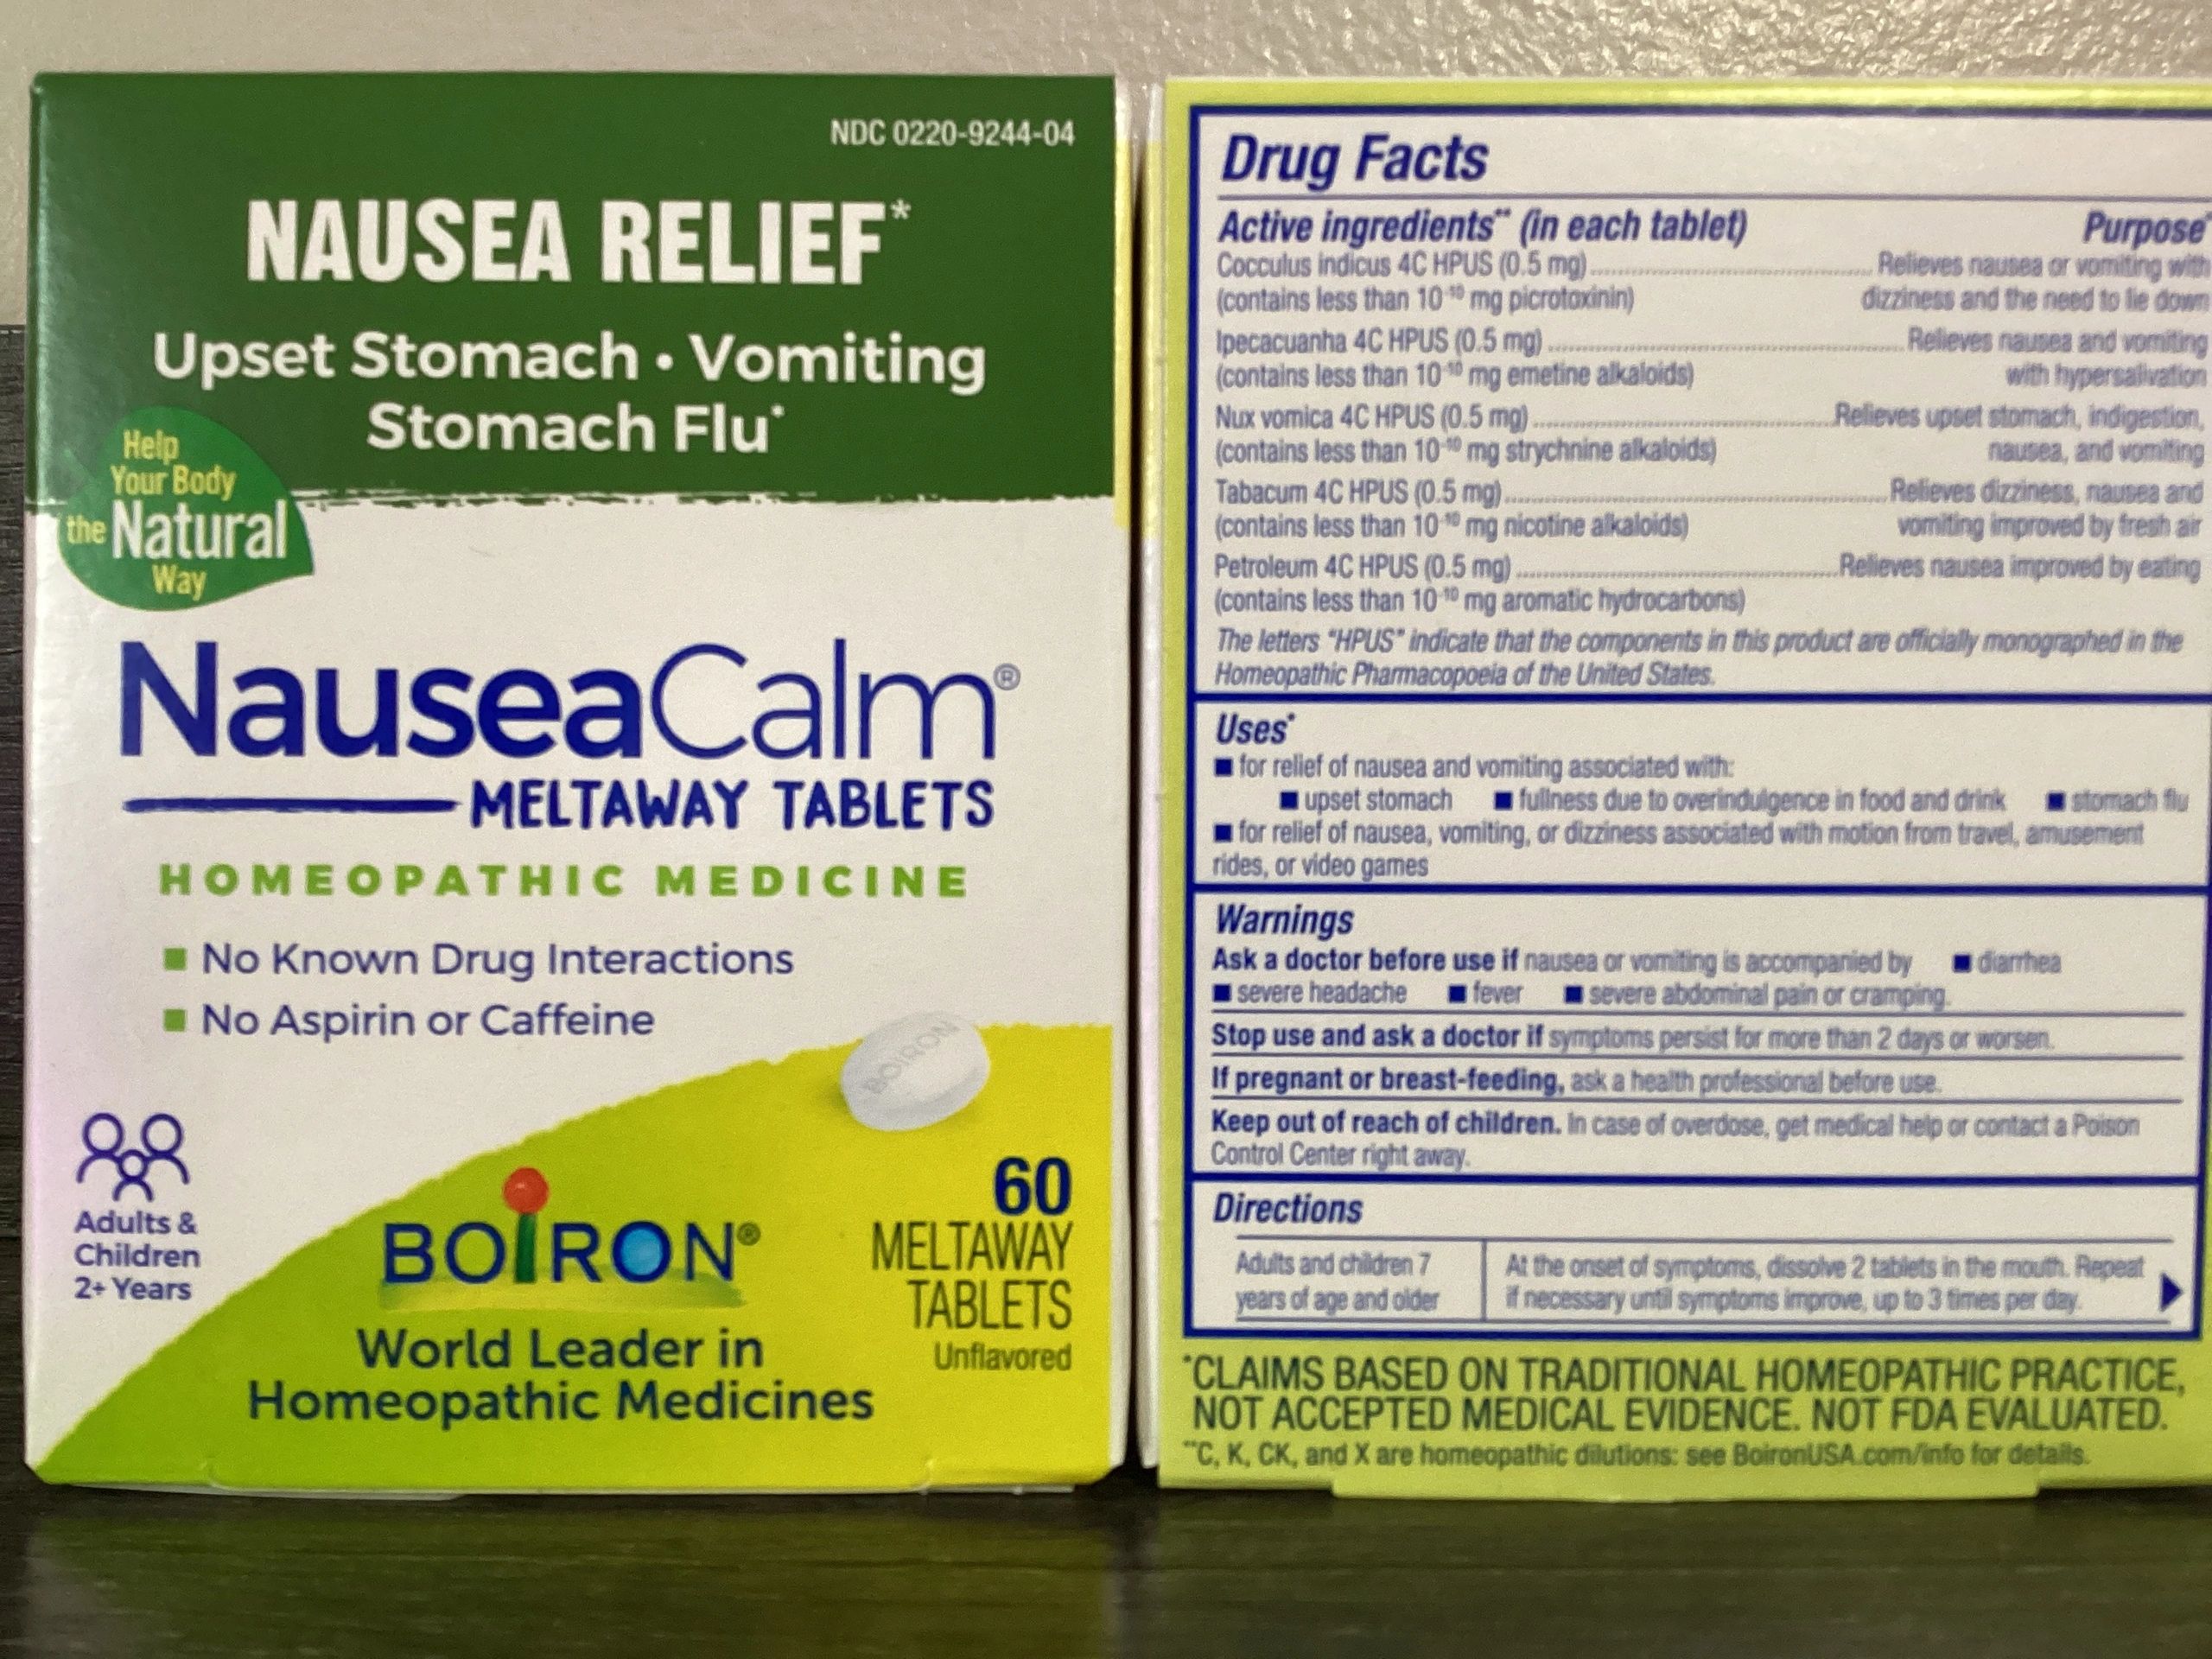 NDC 0220-9244-04
NAUSEA RELIEF*
Upset Stomach • Vomiting
Stomach Flu*
Help
Your Body
the Natural
Way
NauseaCalm®
MELTAWAY TABLETS
HOMEOPATHIC MEDICINE
■ No Known Drug Interactions
■ No Aspirin or Caffeine
BOIRON
Adults &
Children
2+ Years
BOIRON®
World Leader in
Homeopathic Medicines
60
MELTAWAY
TABLETS
Unflavored
Drug Facts
Active ingredients** (in each tablet) Purpose*
Cocculus indicus 4C HPUS (0.5 mg)........Relieves nausea or vomiting with
(contains less than 10⁻¹⁰ mg picrotoxinin) dizziness and the need to lie down
Ipecacuanha 4C HPUS (0.5 mg)........Relieves nausea and vomiting
(contains less than 10⁻¹⁰ mg emetine alkaloids) with hypersalivation
Nux vomica 4C HPUS (0.5 mg)........Relieves upset stomach, indigestion,
(contains less than 10⁻¹⁰ mg strychnine alkaloids) nausea, and vomiting
Tabacum 4C HPUS (0.5 mg)........Relieves dizziness, nausea and
(contains less than 10⁻¹⁰ mg nicotine alkaloids) vomiting improved by fresh air
Petroleum 4C HPUS (0.5 mg)........Relieves nausea improved by eating
(contains less than 10⁻¹⁰ mg aromatic hydrocarbons)
The letters "HPUS" indicate that the components in this product are officially monographed in the
Homeopathic Pharmacopoeia of the United States.
Uses*
■ for relief of nausea and vomiting associated with:
■ upset stomach ■ fullness due to overindulgence in food and drink ■ stomach flu
■ for relief of nausea, vomiting, or dizziness associated with motion from travel, amusement
rides, or video games
Warnings
Ask a doctor before use if nausea or vomiting is accompanied by ■ diarrhea
■ severe headache ■ fever ■ severe abdominal pain or cramping.
Stop use and ask a doctor if symptoms persist for more than 2 days or worsen.
If pregnant or breast-feeding, ask a health professional before use.
Keep out of reach of children. In case of overdose, get medical help or contact a Poison
Control Center right away.
Directions
Adults and children 7
years of age and older
At the onset of symptoms, dissolve 2 tablets in the mouth. Repeat
if necessary until symptoms improve, up to 3 times per day.
*CLAIMS BASED ON TRADITIONAL HOMEOPATHIC PRACTICE,
NOT ACCEPTED MEDICAL EVIDENCE. NOT FDA EVALUATED.
**C, K, CK, and X are homeopathic dilutions: see BoironUSA.com/info for details.